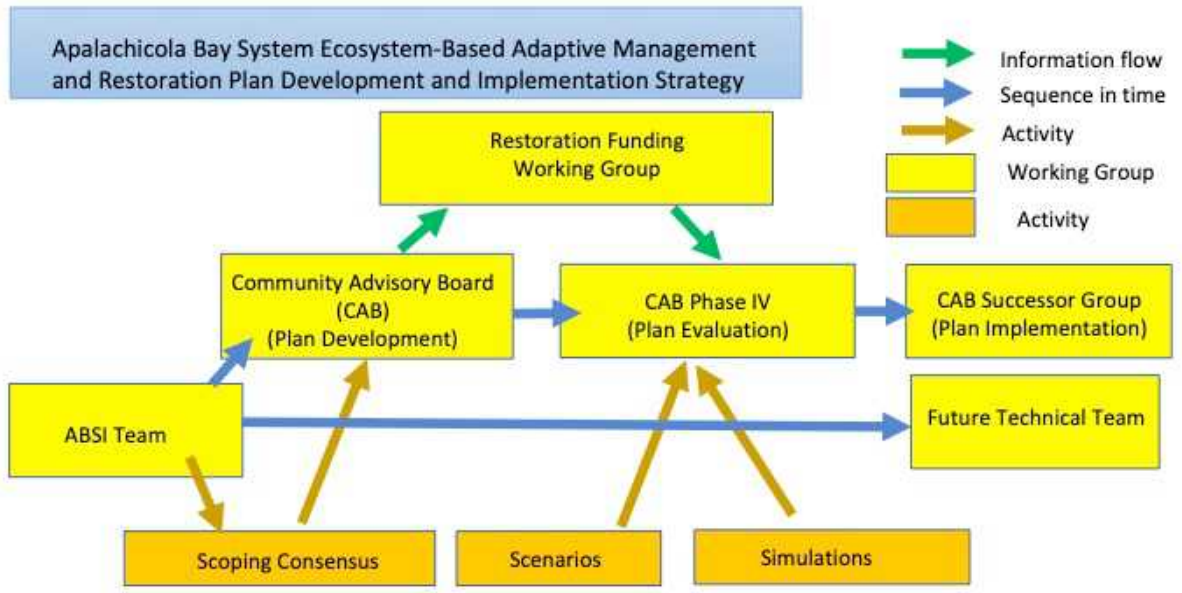 Apalachicola Bay System Ecosystem-Based Adaptive Management
and Restoration Plan Development and Implementation Strategy
Information flow
Sequence in time
Activity
Working Group
Activity
Restoration Funding
Working Group
Community Advisory Board
(CAB)
(Plan Development)
CAB Phase IV
(Plan Evaluation)
CAB Successor Group
(Plan Implementation)
ABSI Team
Future Technical Team
Scoping Consensus
Scenarios
Simulations